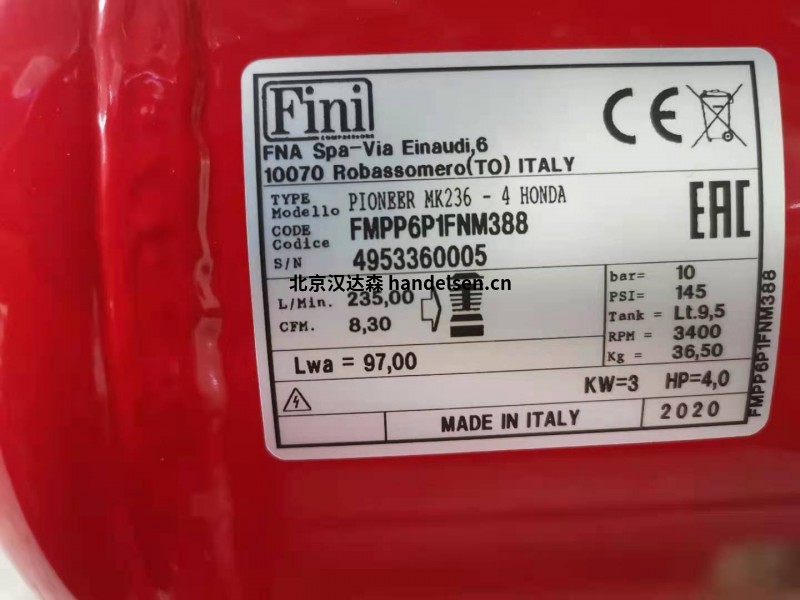 Fini
COMPRESSORS
FNA Spa-Via Einaudi,6
10070 Robassomero(TO) ITALY
CE
TYPE
Modello
PIONEER MK236 - 4 HONDA
CODE
Codice
FMPP6P1FNM388
S/N
4953360005
EAC
北京汉达森 handelsen.cn
L/Min. 235,00
CFM. 8,30
Lwa = 97,00
bar= 10
PSI= 145
Tank = Lt.9,5
RPM = 3400
Kg = 36,50
KW=3 HP=4,0
MADE IN ITALY
2020
FMPP6P1FNM388